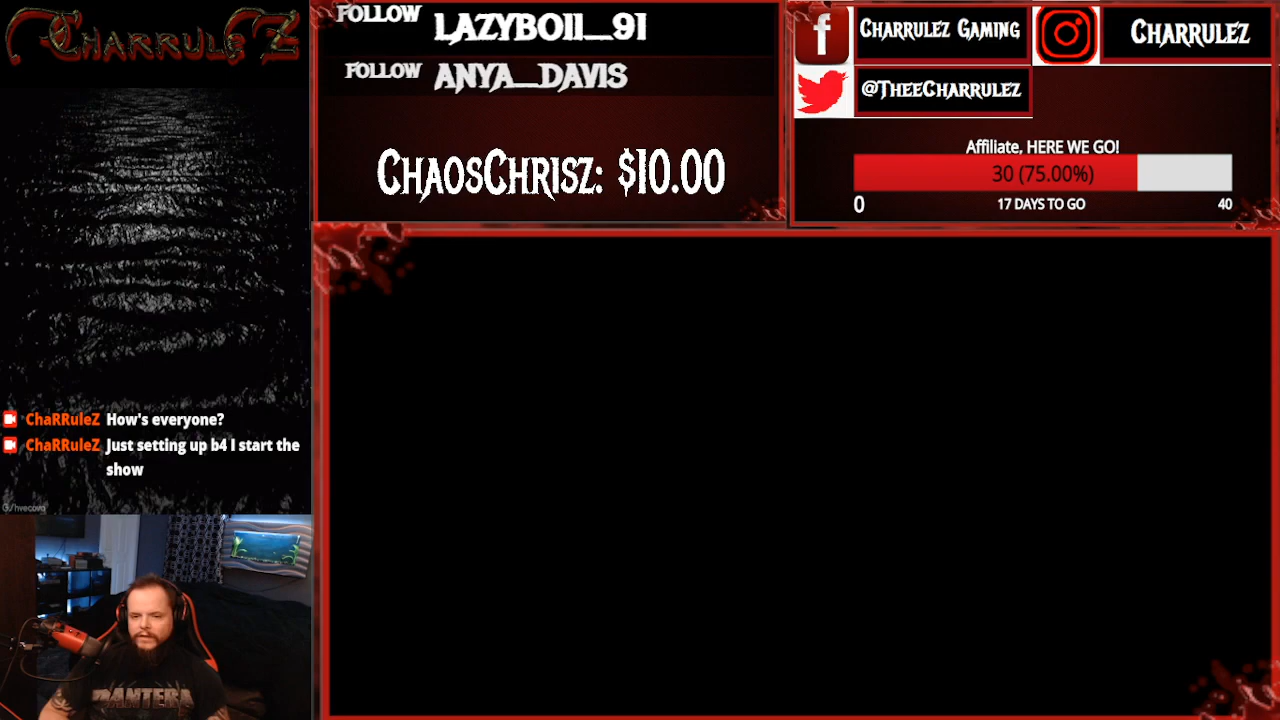 CHARRULEZ
FOLLOW LAZYBOII_91
FOLLOW ANYA_DAVIS
CHAOSCHRISZ: $10.00
CHARRULEZ GAMING
CHARRULEZ
@THEECHARRULEZ
Affiliate, HERE WE GO!
30 (75.00%)
0 17 DAYS TO GO 40
ChaRRuleZ How's everyone?
ChaRRuleZ Just setting up b4 I start the
show
PANTERA